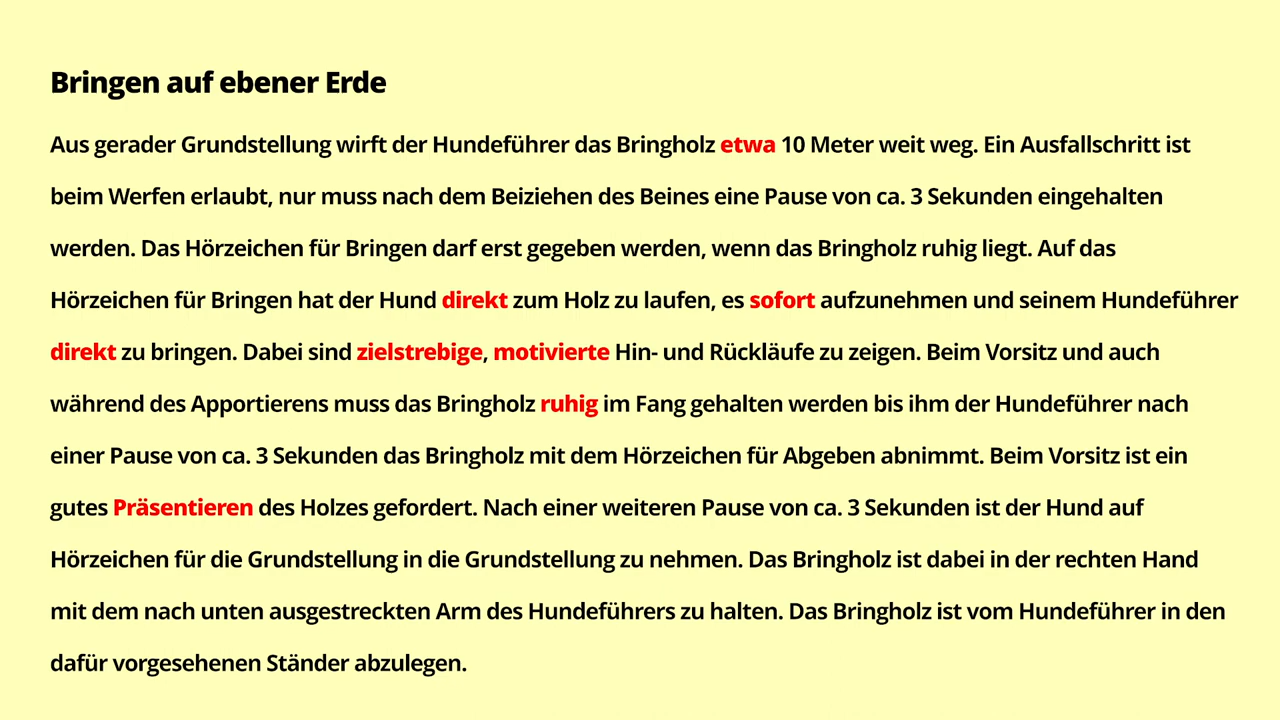 Bringen auf ebener Erde
Aus gerader Grundstellung wirft der Hundeführer das Bringholz etwa 10 Meter weit weg. Ein Ausfallschritt ist
beim Werfen erlaubt, nur muss nach dem Beiziehen des Beines eine Pause von ca. 3 Sekunden eingehalten
werden. Das Hörzeichen für Bringen darf erst gegeben werden, wenn das Bringholz ruhig liegt. Auf das
Hörzeichen für Bringen hat der Hund direkt zum Holz zu laufen, es sofort aufzunehmen und seinem Hundeführer
direkt zu bringen. Dabei sind zielstrebige, motivierte Hin- und Rückläufe zu zeigen. Beim Vorsitz und auch
während des Apportierens muss das Bringholz ruhig im Fang gehalten werden bis ihm der Hundeführer nach
einer Pause von ca. 3 Sekunden das Bringholz mit dem Hörzeichen für Abgeben abnimmt. Beim Vorsitz ist ein
gutes Präsentieren des Holzes gefordert. Nach einer weiteren Pause von ca. 3 Sekunden ist der Hund auf
Hörzeichen für die Grundstellung in die Grundstellung zu nehmen. Das Bringholz ist dabei in der rechten Hand
mit dem nach unten ausgestreckten Arm des Hundeführers zu halten. Das Bringholz ist vom Hundeführer in den
dafür vorgesehenen Ständer abzulegen.